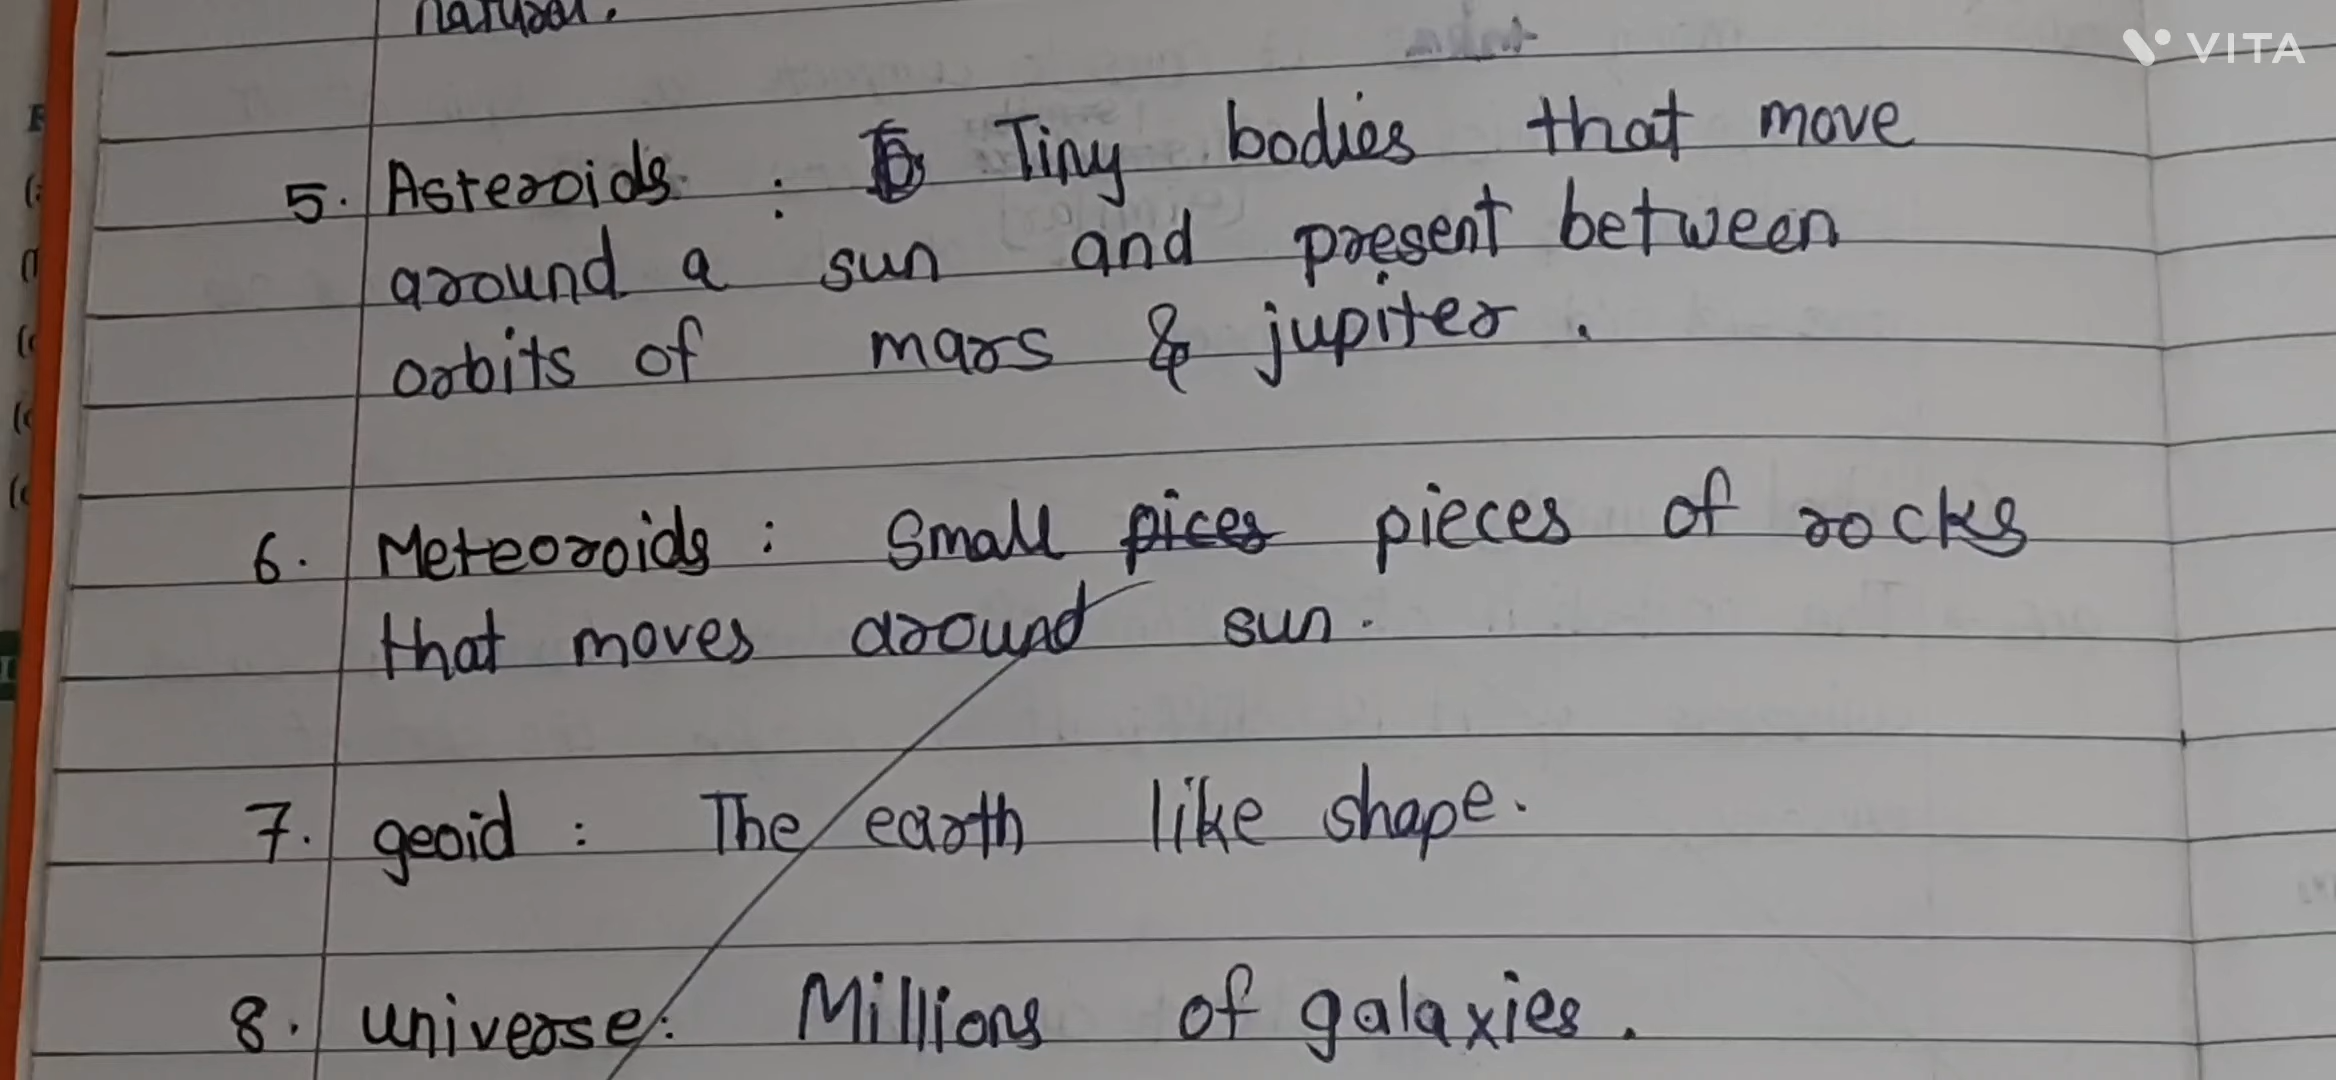 natural.
VITA
5. Asteroids : Tiny bodies that move
around a sun and present between
orbits of mars & jupiter.
6. Meteoroids : Small pices pieces of rocks
that moves around sun.
7. geoid : The earth like shape.
8. universe: Millions of galaxies.